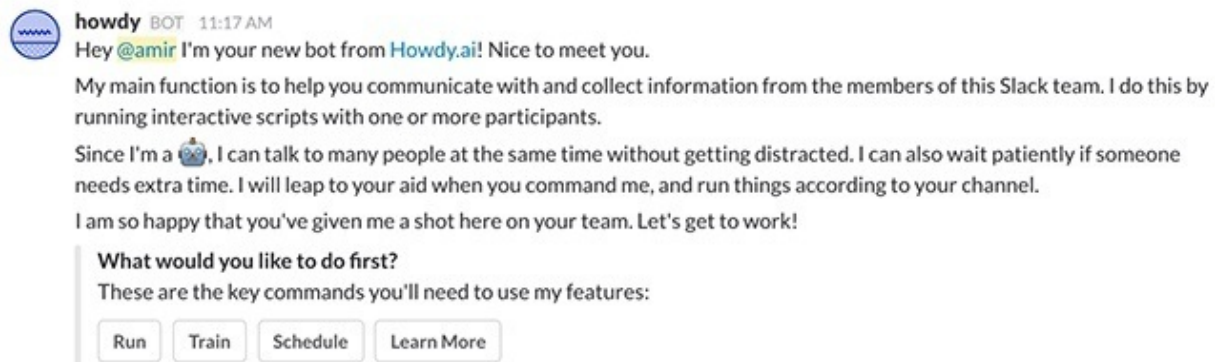 howdy BOT 11:17 AM
Hey @amir I'm your new bot from Howdy.ai! Nice to meet you.
My main function is to help you communicate with and collect information from the members of this Slack team. I do this by
running interactive scripts with one or more participants.
Since I'm a 🤖, I can talk to many people at the same time without getting distracted. I can also wait patiently if someone
needs extra time. I will leap to your aid when you command me, and run things according to your channel.
I am so happy that you've given me a shot here on your team. Let's get to work!
What would you like to do first?
These are the key commands you'll need to use my features:
Run Train Schedule Learn More